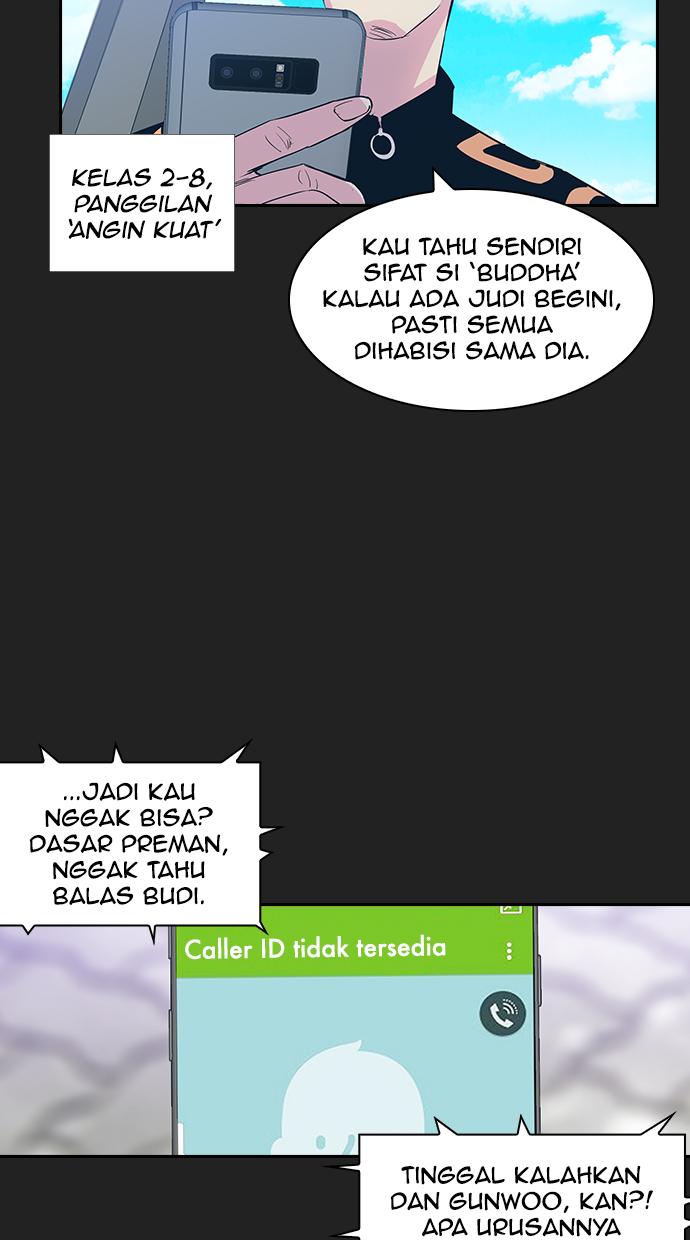 KELAS 2-8,
PANGGILAN
'ANGIN KUAT'
KAU TAHU SENDIRI
SIFAT SI 'BUDDHA'
KALAU ADA JUDI BEGINI,
PASTI SEMUA
DIHABISI SAMA DIA.
...JADI KAU
NGGAK BISA?
DASAR PREMAN,
NGGAK TAHU
BALAS BUDI.
Caller ID tidak tersedia
TINGGAL KALAHKAN
DAN GUNWOO, KAN?!
APA URUSANNYA